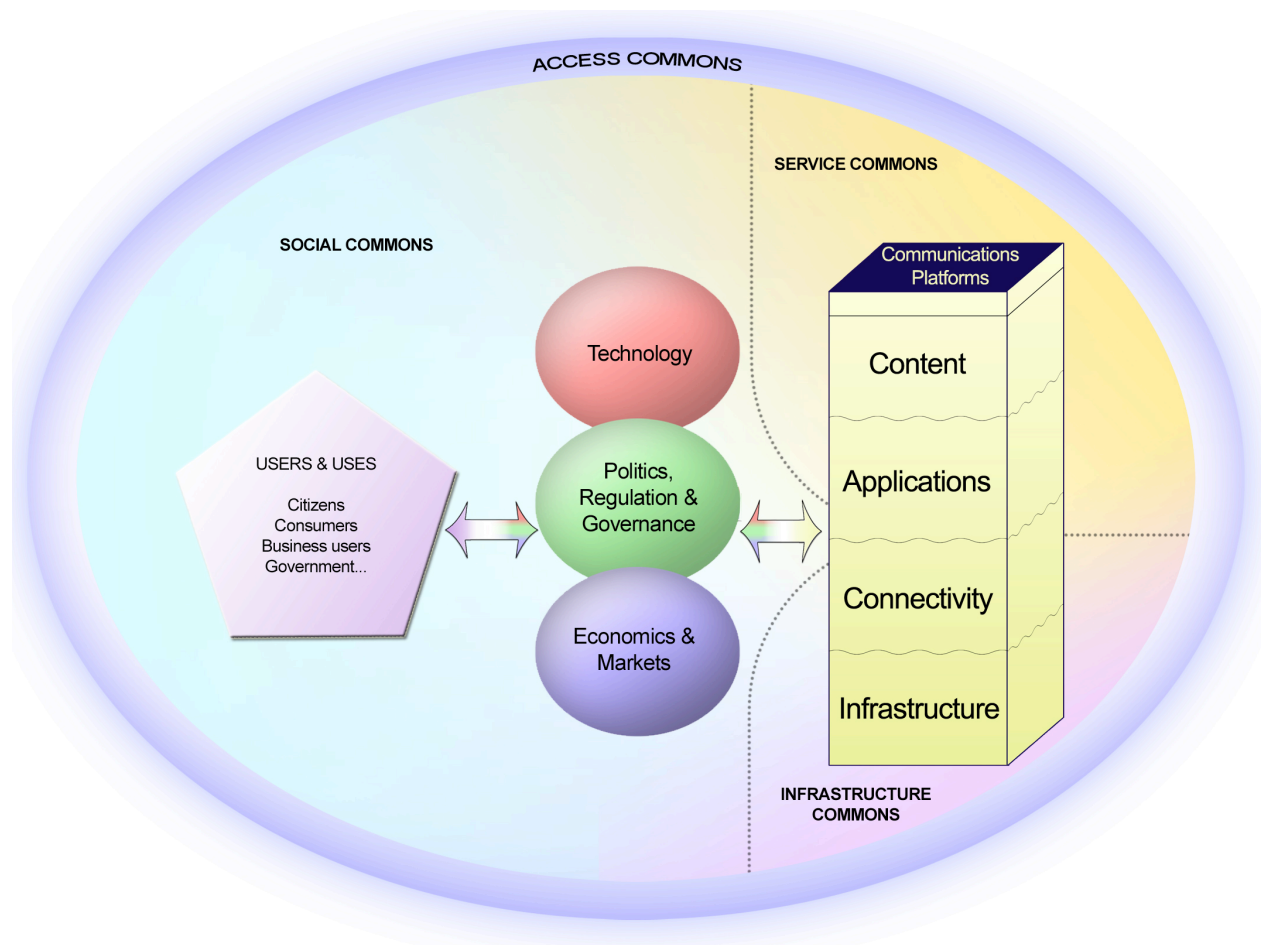 ACCESS COMMONS
SERVICE COMMONS
SOCIAL COMMONS
Communications
Platforms
Technology
Content
USERS & USES
Citizens
Consumers
Business users
Government...
Politics,
Regulation &
Governance
Applications
Connectivity
Economics &
Markets
Infrastructure
INFRASTRUCTURE
COMMONS